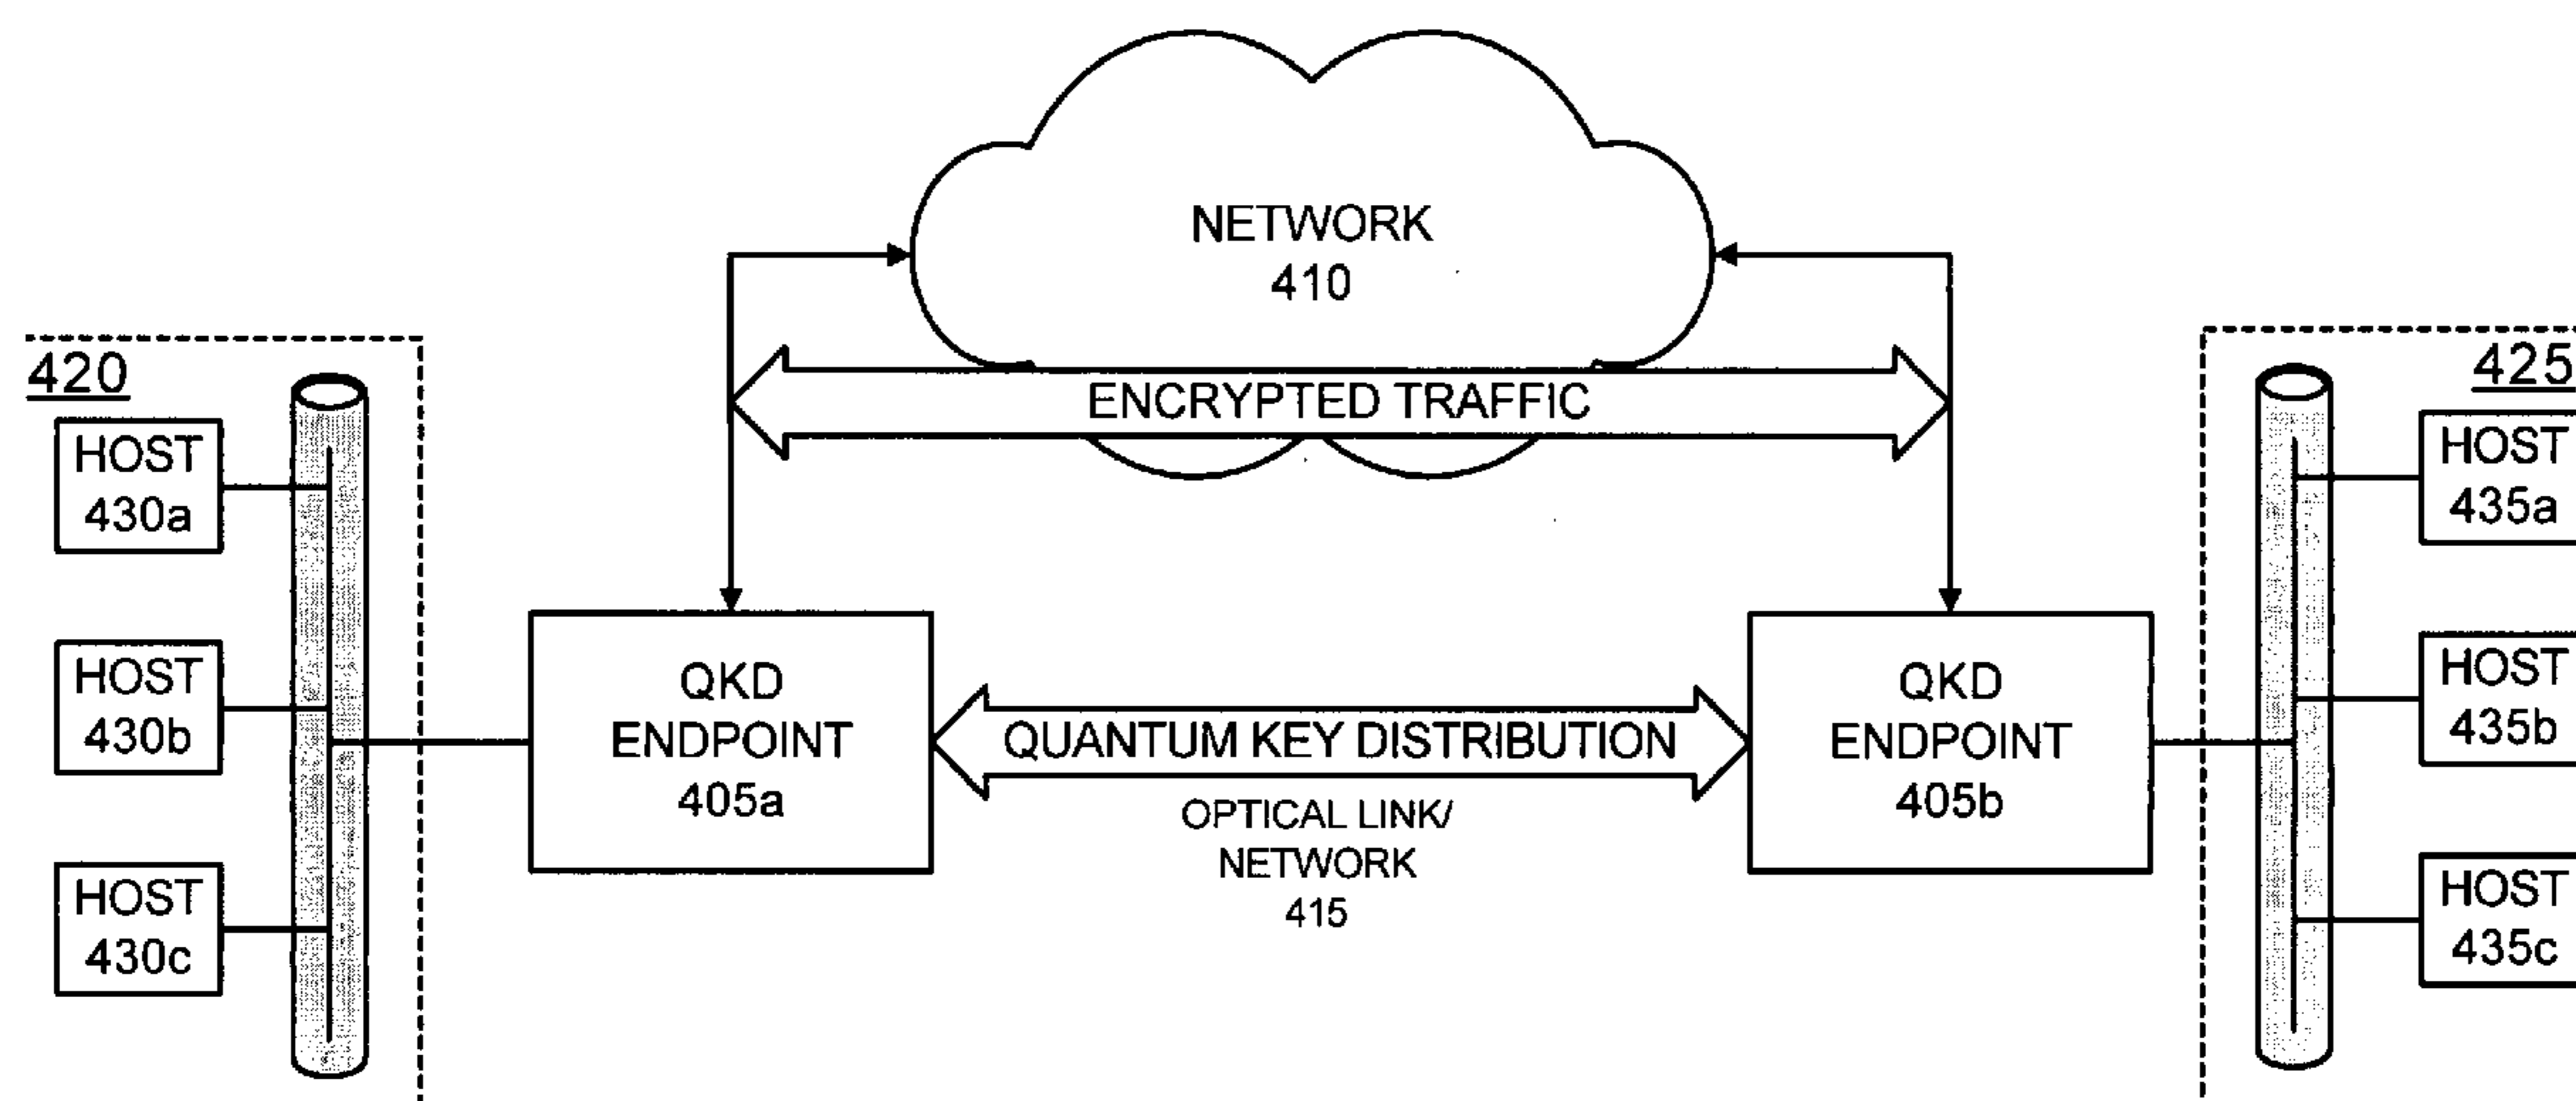 NETWORK
410
ENCRYPTED TRAFFIC
420
HOST
430a
HOST
430b
HOST
430c
QKD
ENDPOINT
405a
QUANTUM KEY DISTRIBUTION
OPTICAL LINK/
NETWORK
415
QKD
ENDPOINT
405b
425
HOST
435a
HOST
435b
HOST
435c